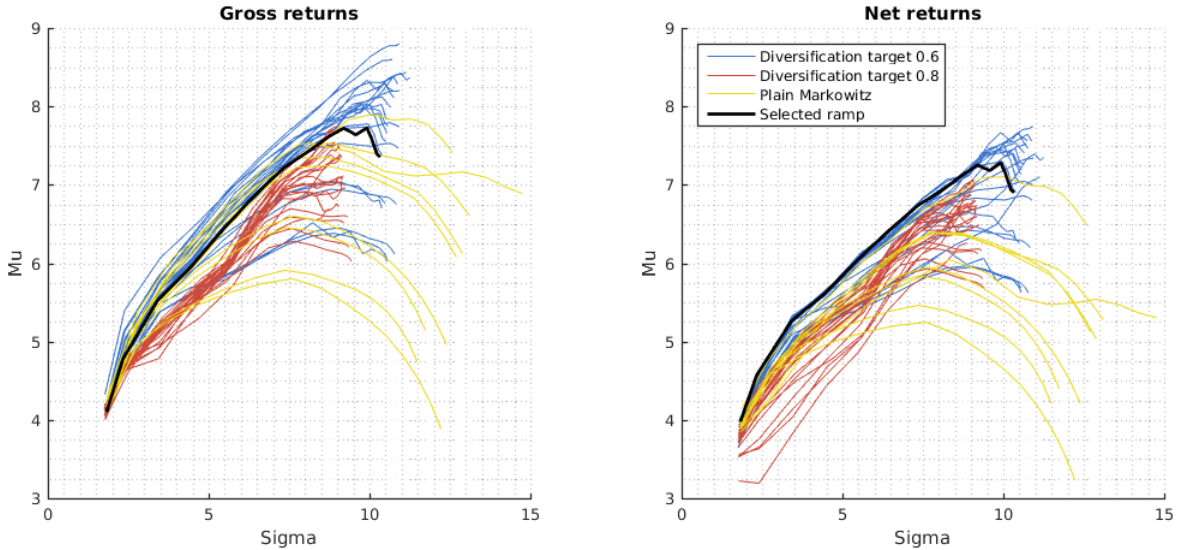 Gross returns
9
8
7
6
5
4
3
Mu
0
5
10
15
Sigma
Net returns
Diversification target 0.6
Diversification target 0.8
Plain Markowitz
Selected ramp
9
8
7
6
5
4
3
Mu
0
5
10
15
Sigma